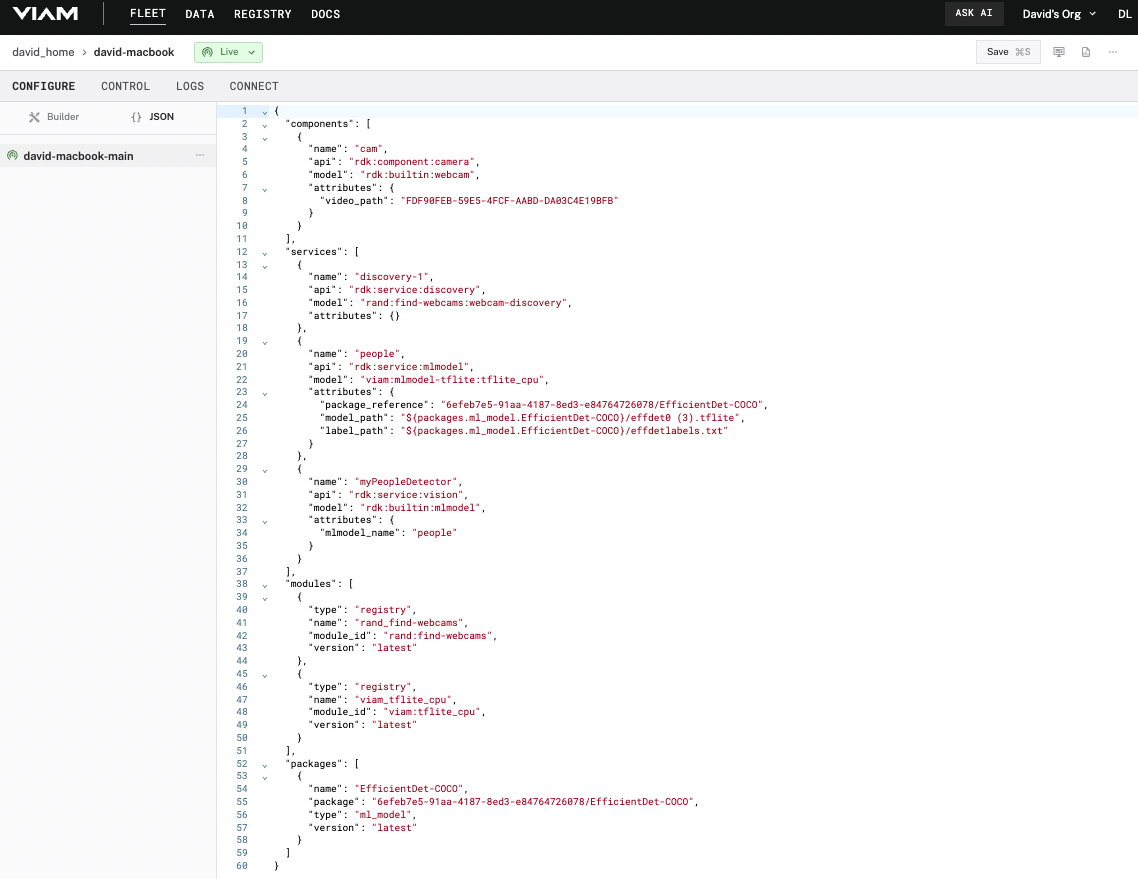 VIAM FLEET DATA REGISTRY DOCS ASK AI David's Org DL
david_home > david-macbook Live Save ⌘S
CONFIGURE CONTROL LOGS CONNECT
Builder {} JSON
david-macbook-main ...
1 {
2 "components": [
3 {
4 "name": "cam",
5 "api": "rdk:component:camera",
6 "model": "rdk:builtin:webcam",
7 "attributes": {
8 "video_path": "FDF90FEB-59E5-4FCF-AABD-DA03C4E19BFB"
9 }
10 }
11 ],
12 "services": [
13 {
14 "name": "discovery-1",
15 "api": "rdk:service:discovery",
16 "model": "rand:find-webcams:webcam-discovery",
17 "attributes": {}
18 },
19 {
20 "name": "people",
21 "api": "rdk:service:mlmodel",
22 "model": "viam:mlmodel-tflite:tflite_cpu",
23 "attributes": {
24 "package_reference": "6efeb7e5-91aa-4187-8ed3-e84764726078/EfficientDet-COCO",
25 "model_path": "${packages.ml_model.EfficientDet-COCO}/effdet0 (3).tflite",
26 "label_path": "${packages.ml_model.EfficientDet-COCO}/effdetlabels.txt"
27 }
28 },
29 {
30 "name": "myPeopleDetector",
31 "api": "rdk:service:vision",
32 "model": "rdk:builtin:mlmodel",
33 "attributes": {
34 "mlmodel_name": "people"
35 }
36 }
37 ],
38 "modules": [
39 {
40 "type": "registry",
41 "name": "rand_find-webcams",
42 "module_id": "rand:find-webcams",
43 "version": "latest"
44 },
45 {
46 "type": "registry",
47 "name": "viam_tflite_cpu",
48 "module_id": "viam:tflite_cpu",
49 "version": "latest"
50 }
51 ],
52 "packages": [
53 {
54 "name": "EfficientDet-COCO",
55 "package": "6efeb7e5-91aa-4187-8ed3-e84764726078/EfficientDet-COCO",
56 "type": "ml_model",
57 "version": "latest"
58 }
59 ]
60 }